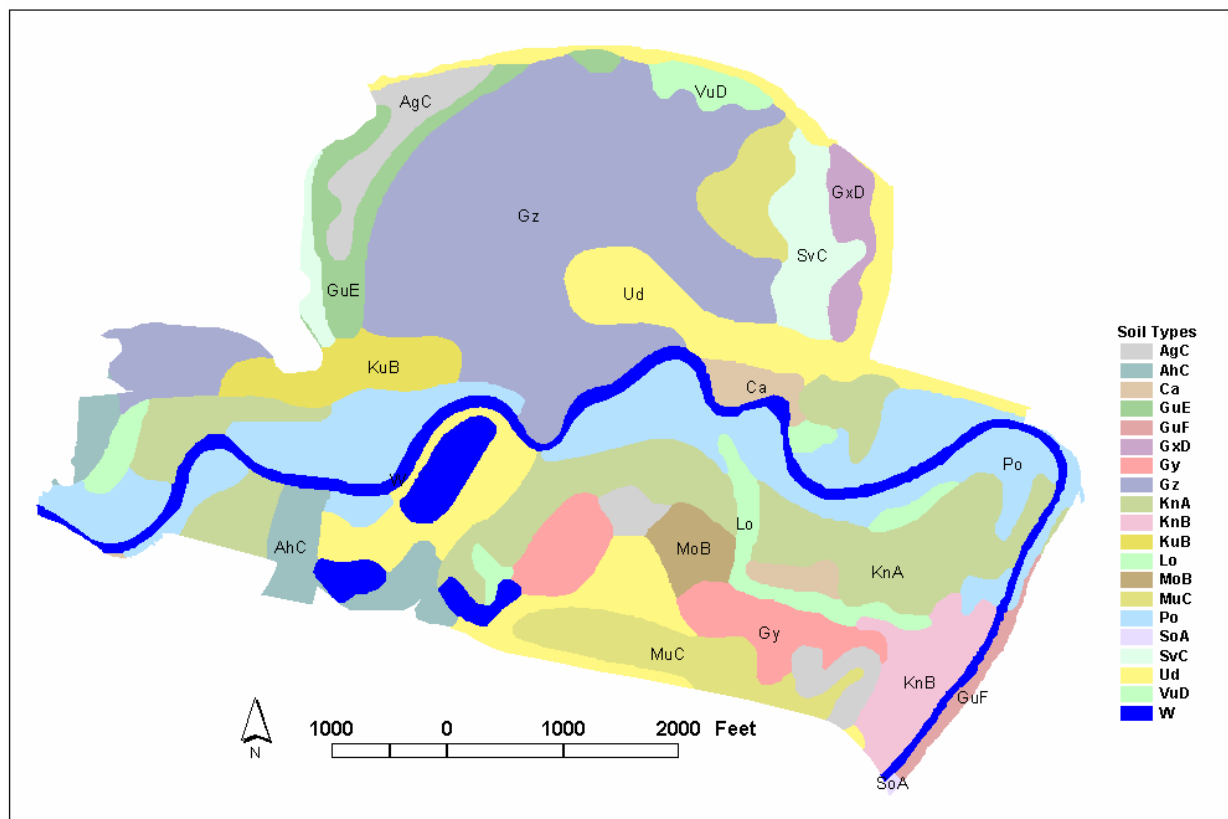 AgC
VuD
GxD
Gz
SvC
GuE
Ud
KuB
Ca
Po
W
Lo
AhC
MoB
KnA
Gy
MuC
KnB
GuF
SoA
1000 0 1000 2000 Feet
N
Soil Types
AgC
AhC
Ca
GuE
GuF
GxD
Gy
Gz
KnA
KnB
KuB
Lo
MoB
MuC
Po
SoA
SvC
Ud
VuD
W